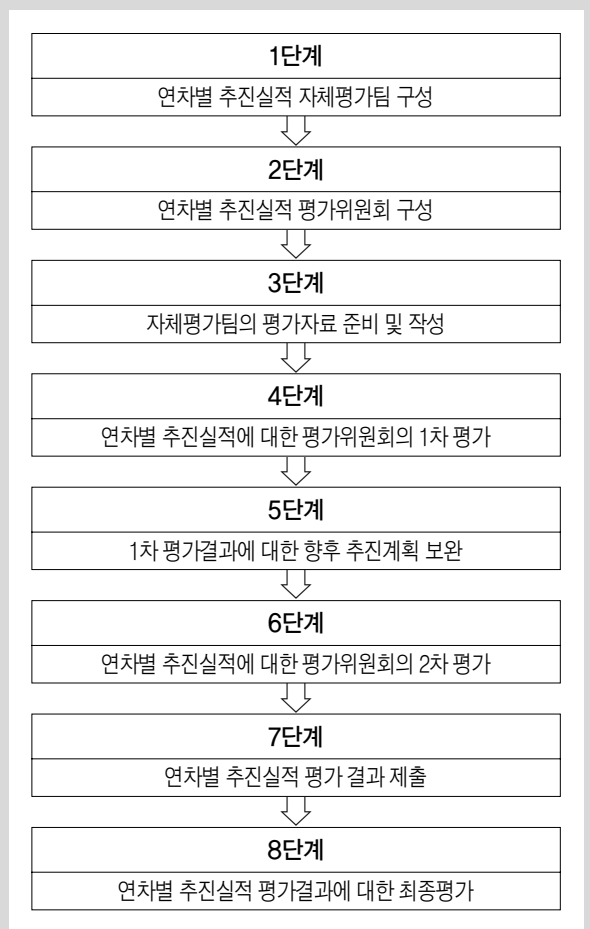 1단계
연차별 추진실적 자체평가팀 구성
2단계
연차별 추진실적 평가위원회 구성
3단계
자체평가팀의 평가자료 준비 및 작성
4단계
연차별 추진실적에 대한 평가위원회의 1차 평가
5단계
1차 평가결과에 대한 향후 추진계획 보완
6단계
연차별 추진실적에 대한 평가위원회의 2차 평가
7단계
연차별 추진실적 평가 결과 제출
8단계
연차별 추진실적 평가결과에 대한 최종평가